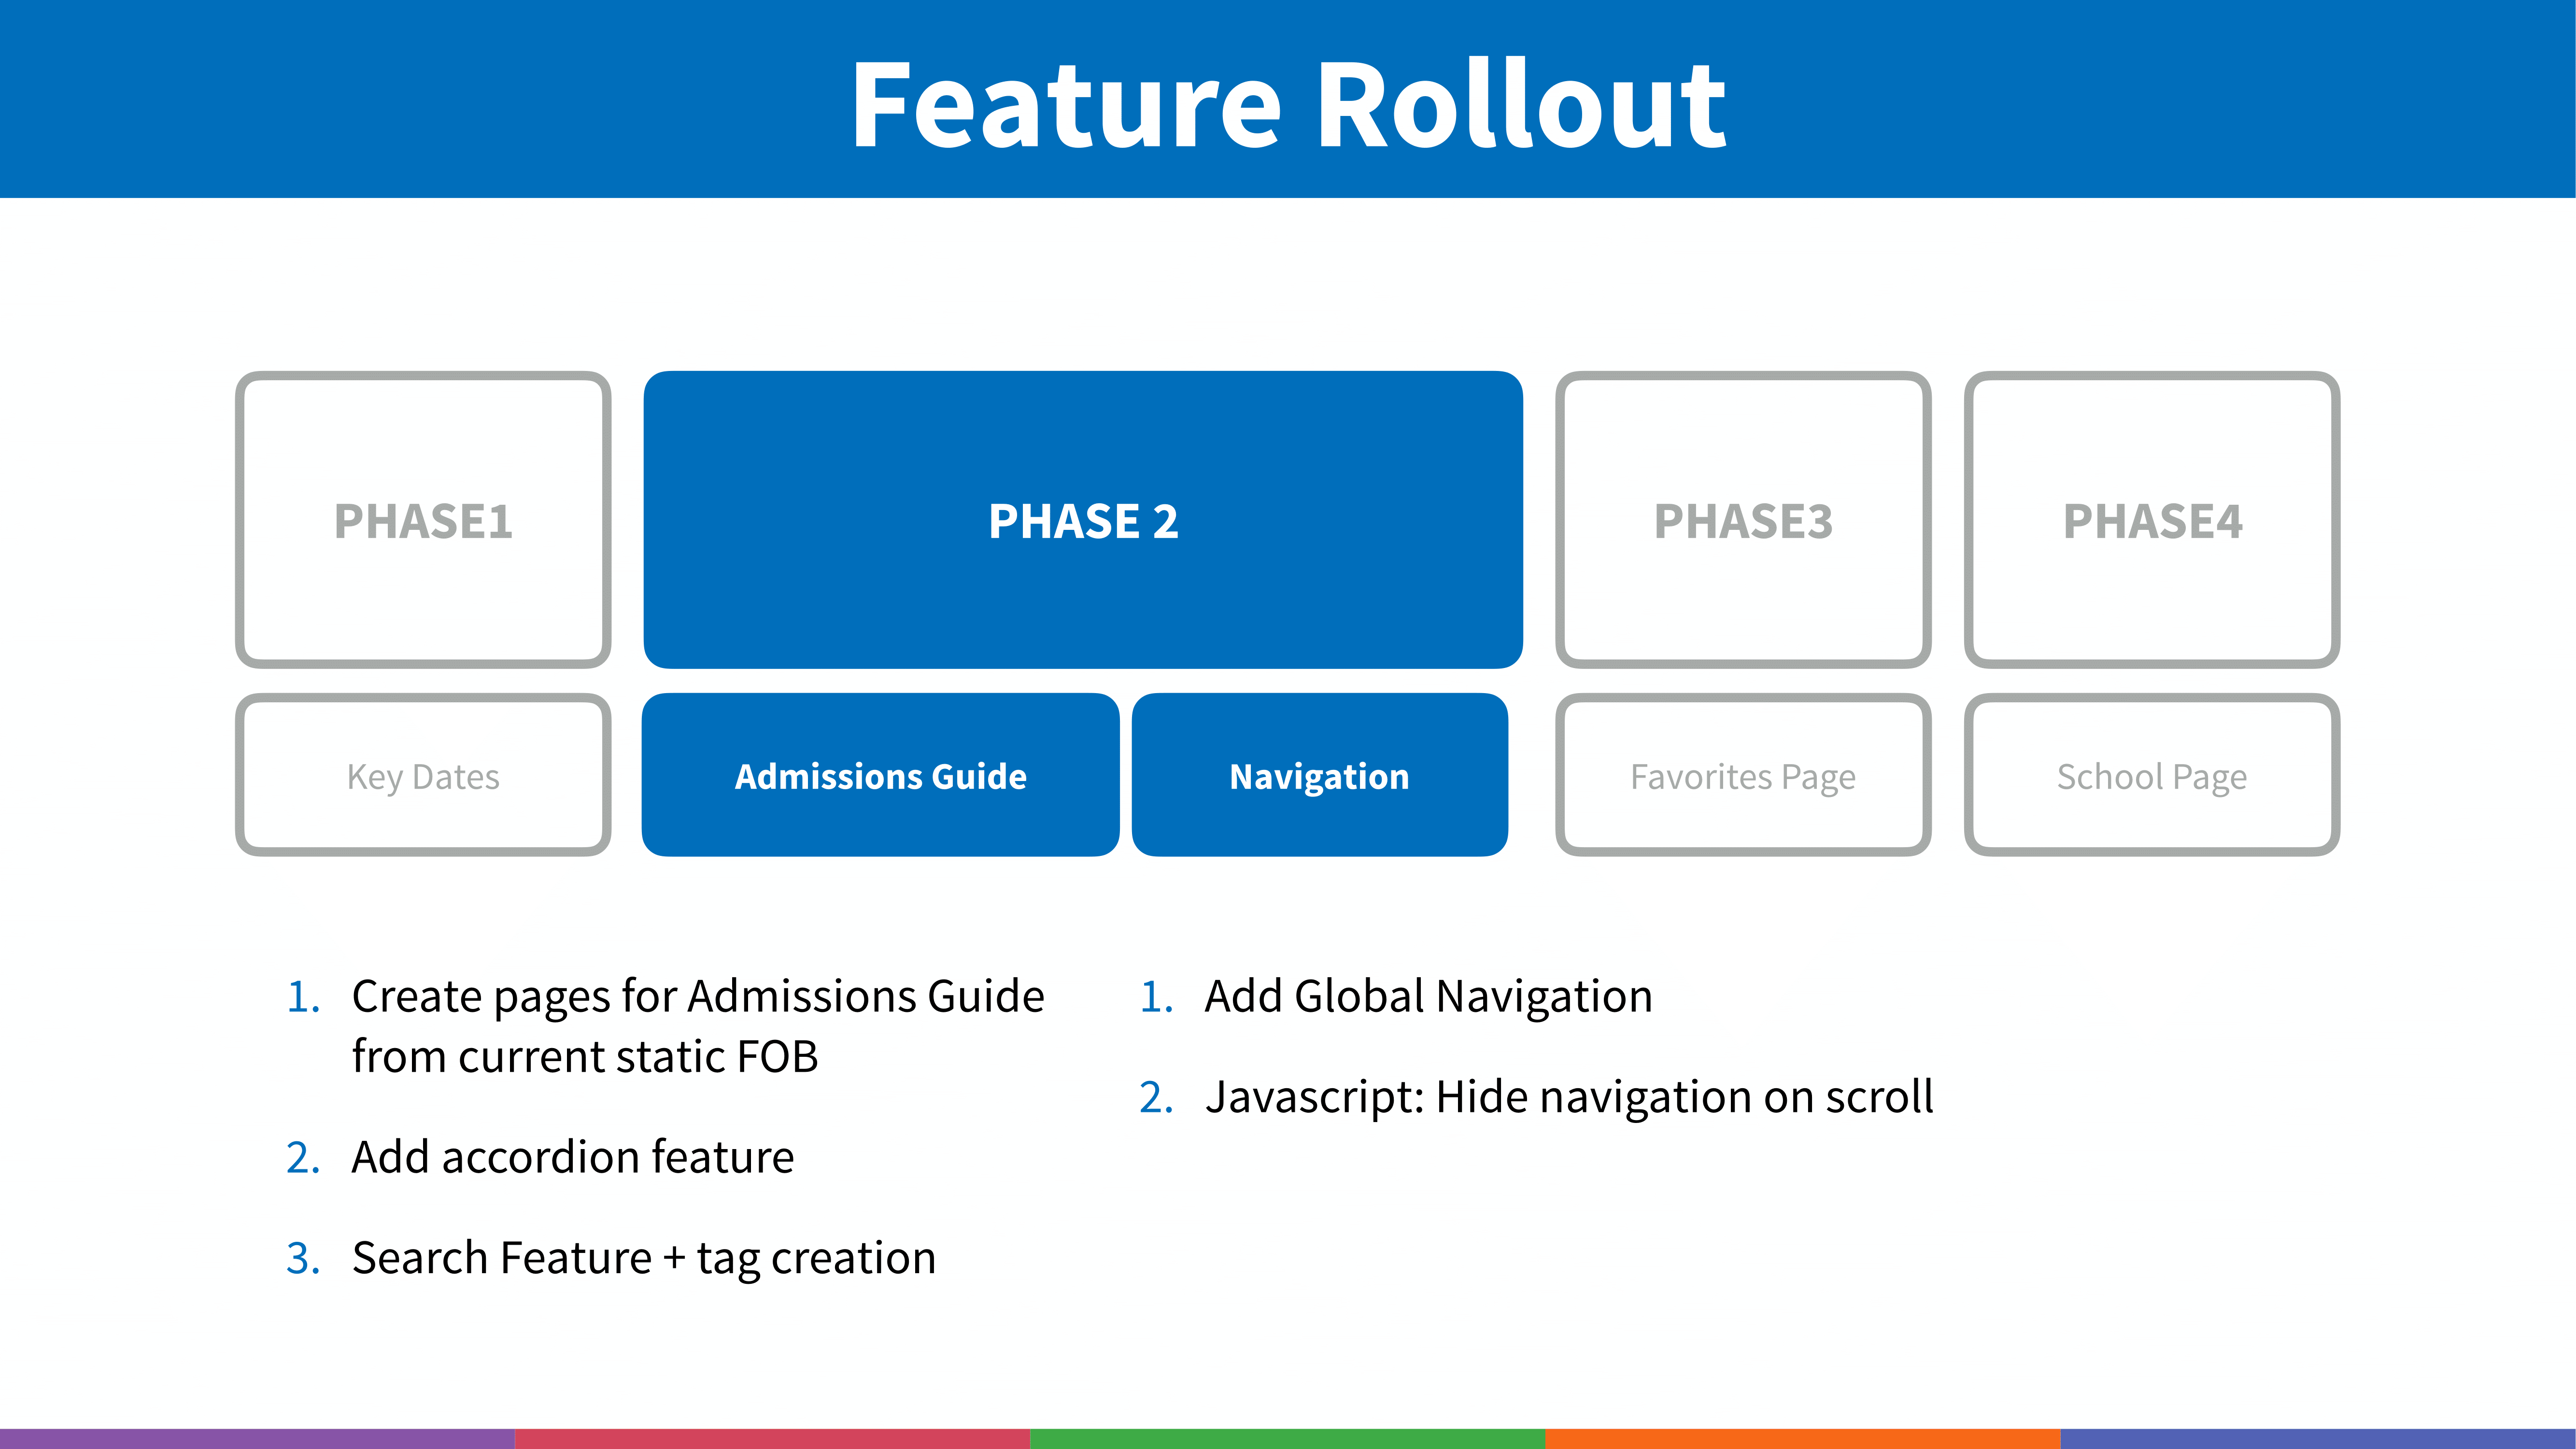 Feature Rollout
PHASE1
PHASE 2
PHASE3
PHASE4
Key Dates
Admissions Guide
Navigation
Favorites Page
School Page
1. Create pages for Admissions Guide
from current static FOB
2. Add accordion feature
3. Search Feature + tag creation
1. Add Global Navigation
2. Javascript: Hide navigation on scroll